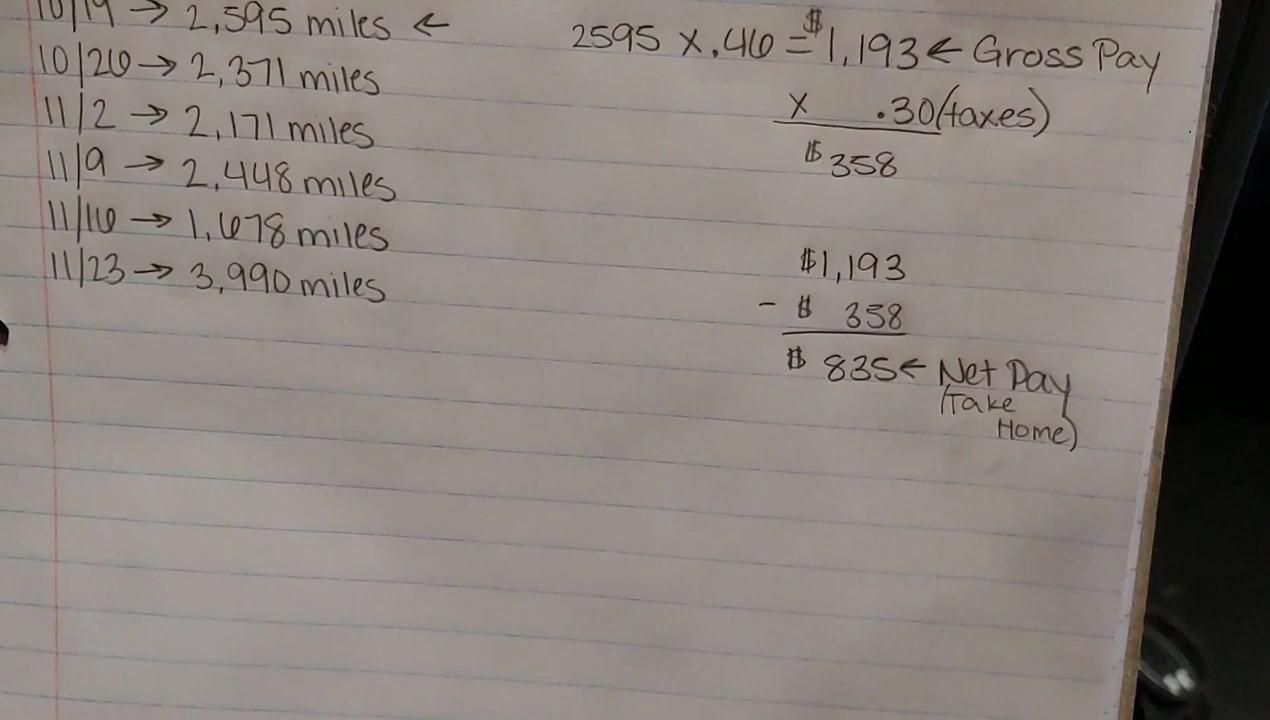 10/19 → 2,595 miles ←
10/26 → 2,371 miles
11/2 → 2,171 miles
11/9 → 2,448 miles
11/16 → 1,678 miles
11/23 → 3,990 miles
2595 X .46 = $1,193 ← Gross Pay
X .30 (taxes)
$358
$1,193
- $ 358
$ 835 ← Net Pay
(Take
Home)